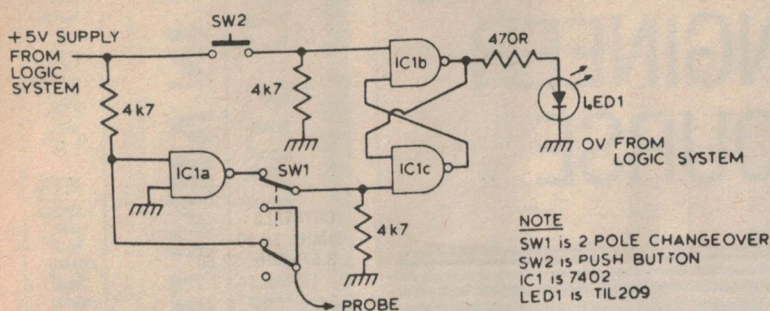 SW2
+5V SUPPLY
FROM
LOGIC
SYSTEM
4k7
4k7
IC1b
470R
LED1
0V FROM
LOGIC SYSTEM
IC1a
SW1
IC1c
4k7
PROBE
NOTE
SW1 is 2 POLE CHANGEOVER
SW2 is PUSH BUTTON
IC1 is 7402
LED1 is TIL209